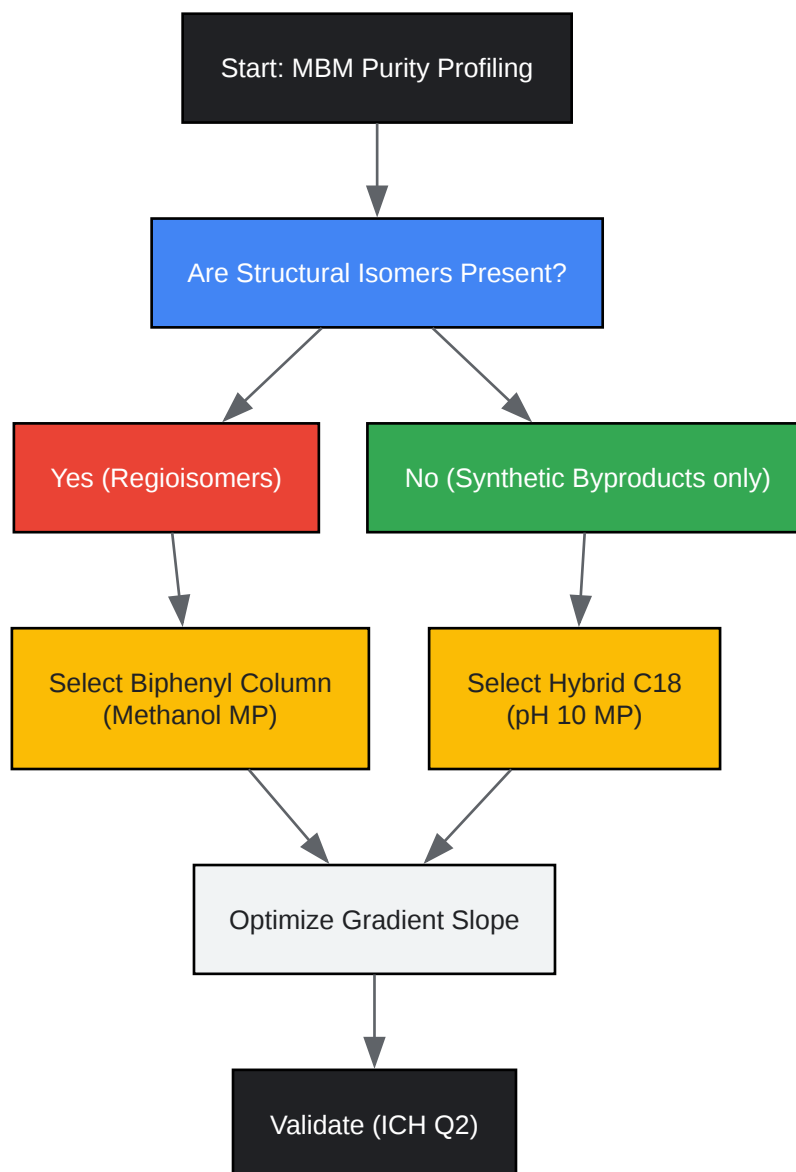 Start: MBM Purity Profiling
Are Structural Isomers Present?
Yes (Regioisomers)
No (Synthetic Byproducts only)
Select Biphenyl Column
(Methanol MP)
Select Hybrid C18
(pH 10 MP)
Optimize Gradient Slope
Validate (ICH Q2)